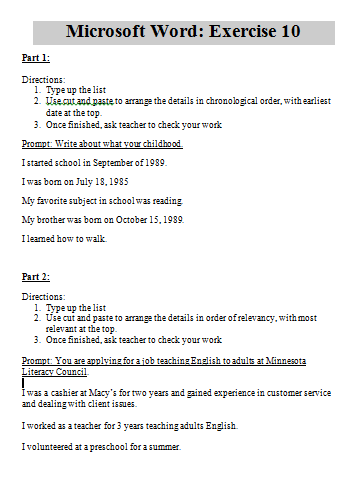 Microsoft Word: Exercise 10
Part 1:
Directions:
1. Type up the list
2. Use cut and paste to arrange the details in chronological order, with earliest
date at the top.
3. Once finished, ask teacher to check your work
Prompt: Write about what your childhood.
I started school in September of 1989.
I was born on July 18, 1985
My favorite subject in school was reading.
My brother was born on October 15, 1989.
I learned how to walk.
Part 2:
Directions:
1. Type up the list
2. Use cut and paste to arrange the details in order of relevancy, with most
relevant at the top.
3. Once finished, ask teacher to check your work
Prompt: You are applying for a job teaching English to adults at Minnesota
Literacy Council.
I was a cashier at Macy's for two years and gained experience in customer service
and dealing with client issues.
I worked as a teacher for 3 years teaching adults English.
I volunteered at a preschool for a summer.